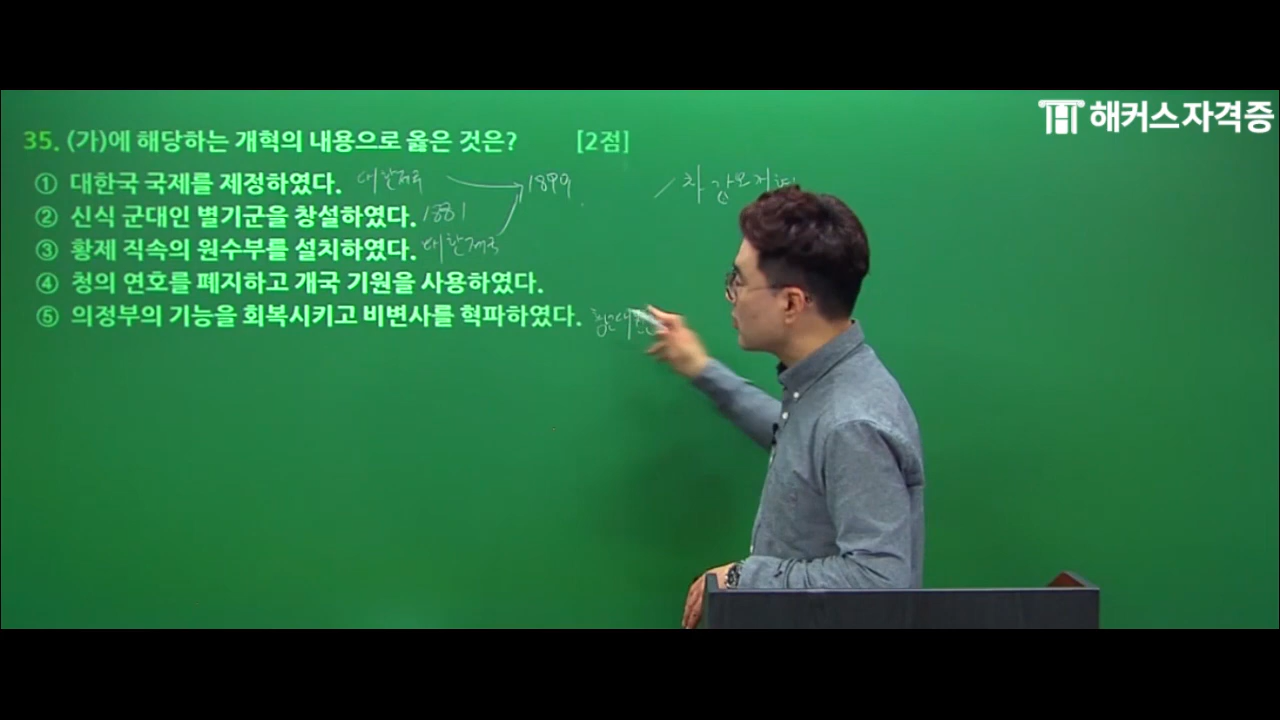 해커스자격증
35. (가)에 해당하는 개혁의 내용으로 옳은 것은? [2점]
① 대한국 국제를 제정하였다. 대한제국 1899
② 신식 군대인 별기군을 창설하였다. 1881
③ 황제 직속의 원수부를 설치하였다. 대한제국
④ 청의 연호를 폐지하고 개국 기원을 사용하였다.
⑤ 의정부의 기능을 회복시키고 비변사를 혁파하였다.